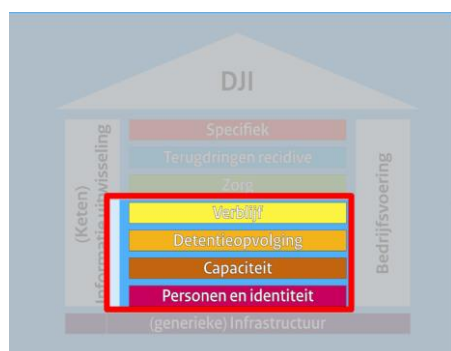 DJI
Specifiek
Terugdringen recidive
Zorg
(Keten)
Informatie uitwisseling
Verblijf
Detentieopvolging
Capaciteit
Personen en identiteit
Bedrijfsvoering
(generieke) Infrastructuur